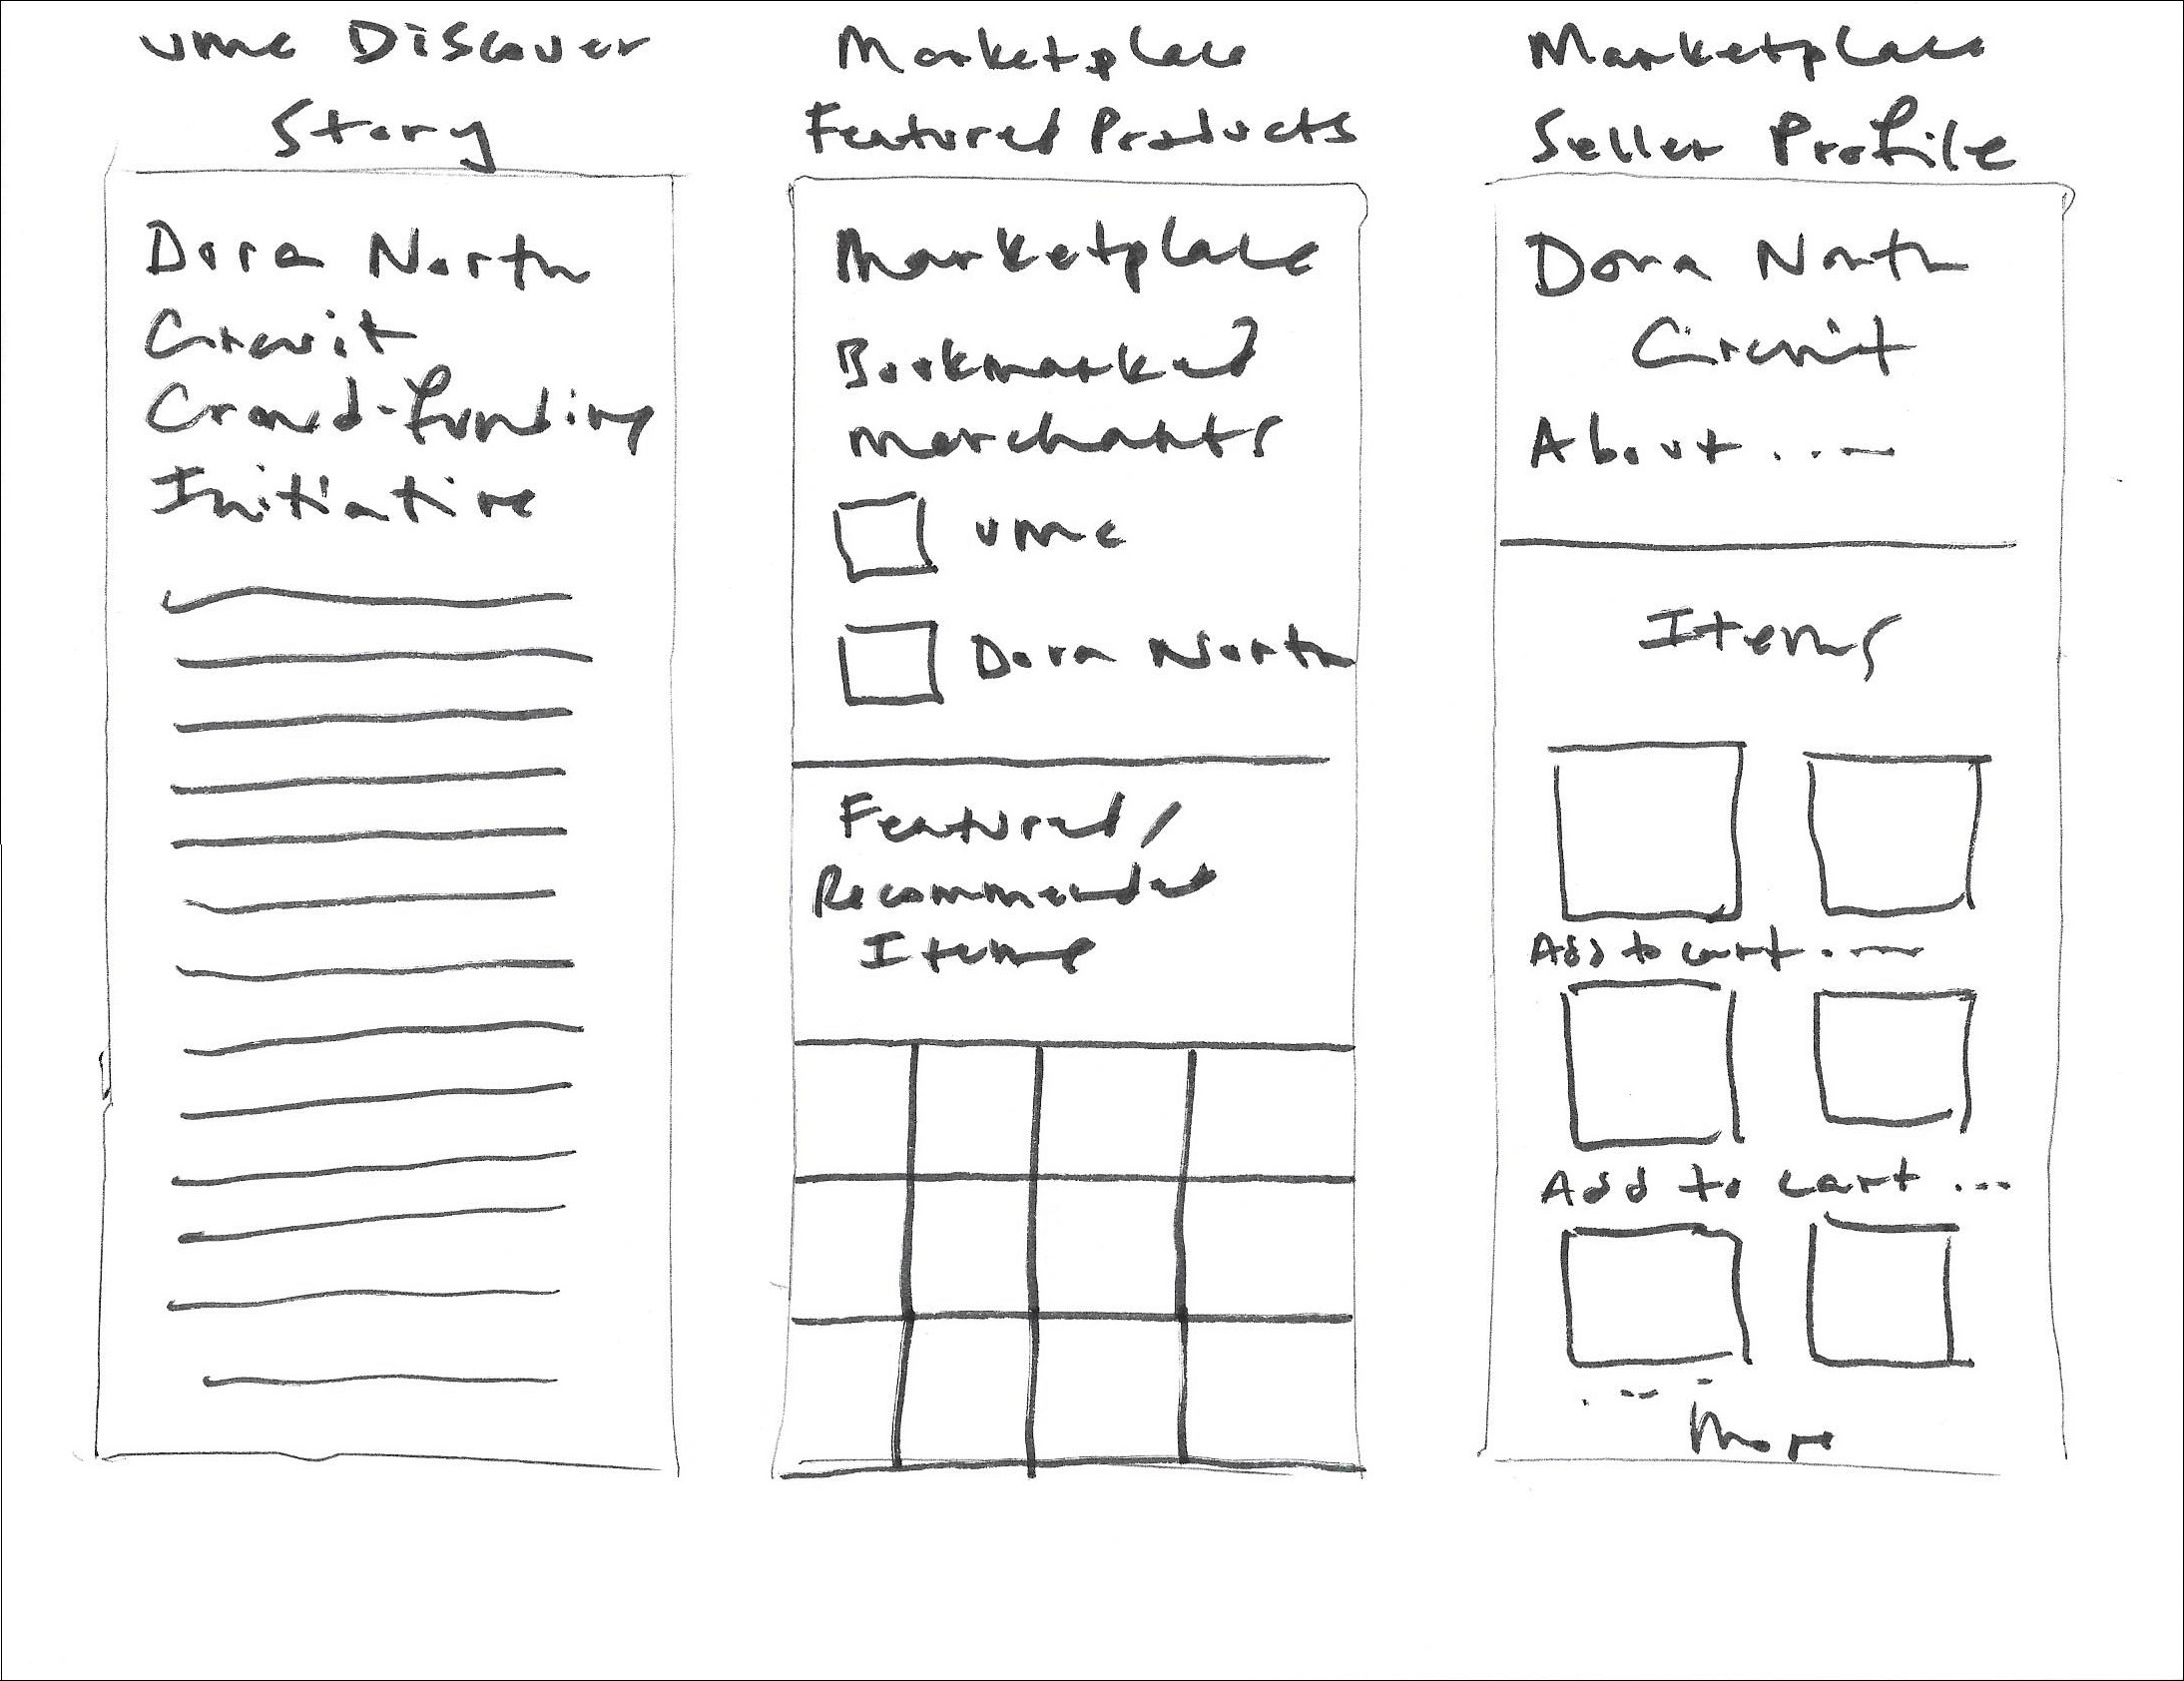 vme Discover
Story
Dora North
Circuit
Crowd-funding
Initiative
Marketplace
Featured Products
Marketplace
Bookmarked
merchants
vme
Dora North
Featured/
Recommended
Items
Marketplace
Seller Profile
Dora North
Circuit
About...
Items
Add to cart...
Add to cart...
More